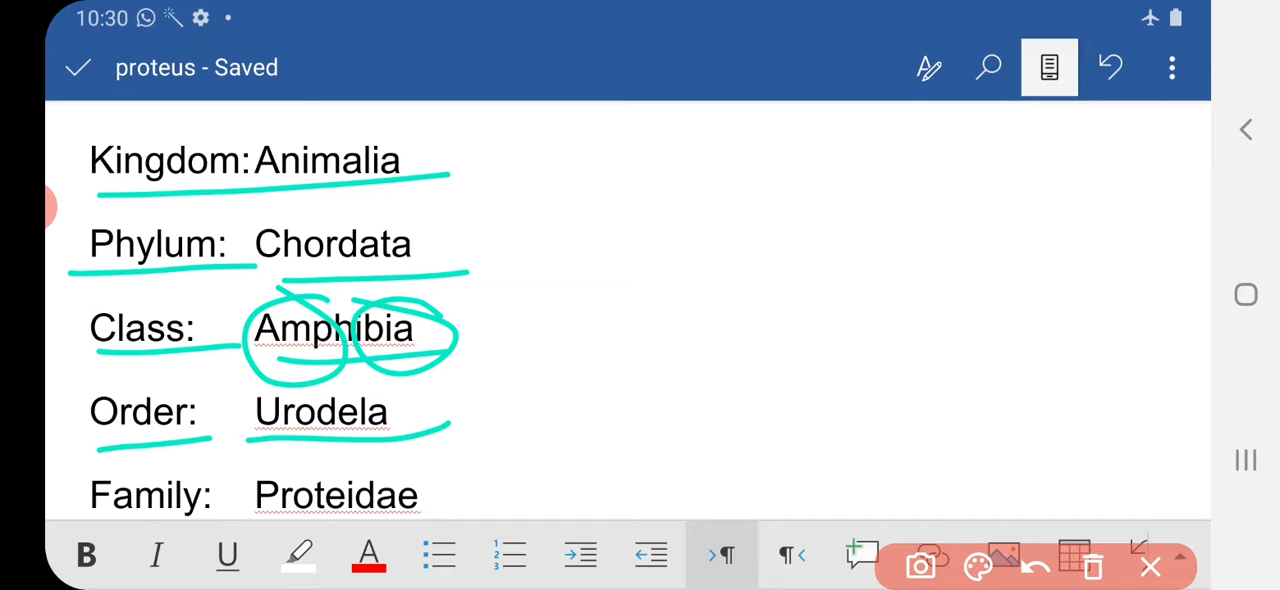 10:30
proteus - Saved
Kingdom: Animalia
Phylum: Chordata
Class: Amphibia
Order: Urodela
Family: Proteidae
B I U A